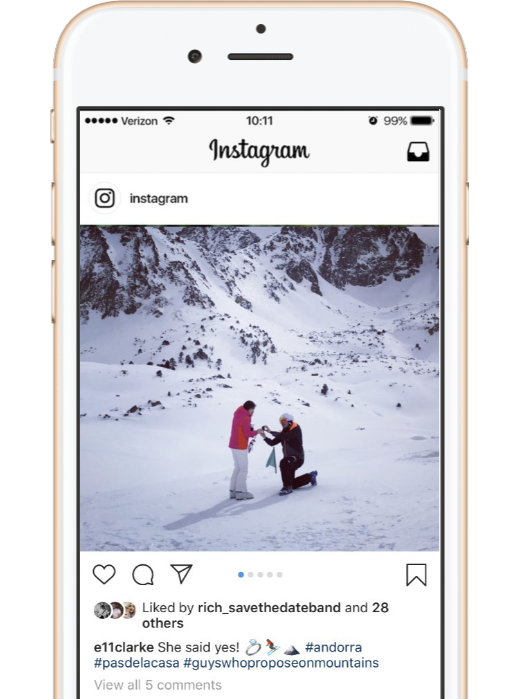 Verizon 10:11 99%
Instagram
instagram
Liked by rich_savethedateband and 28
others
e11clarke She said yes! 💍 ⛷ 🏔 #andorra
#pasdelacasa #guyswhoproposeonmountains
View all 5 comments